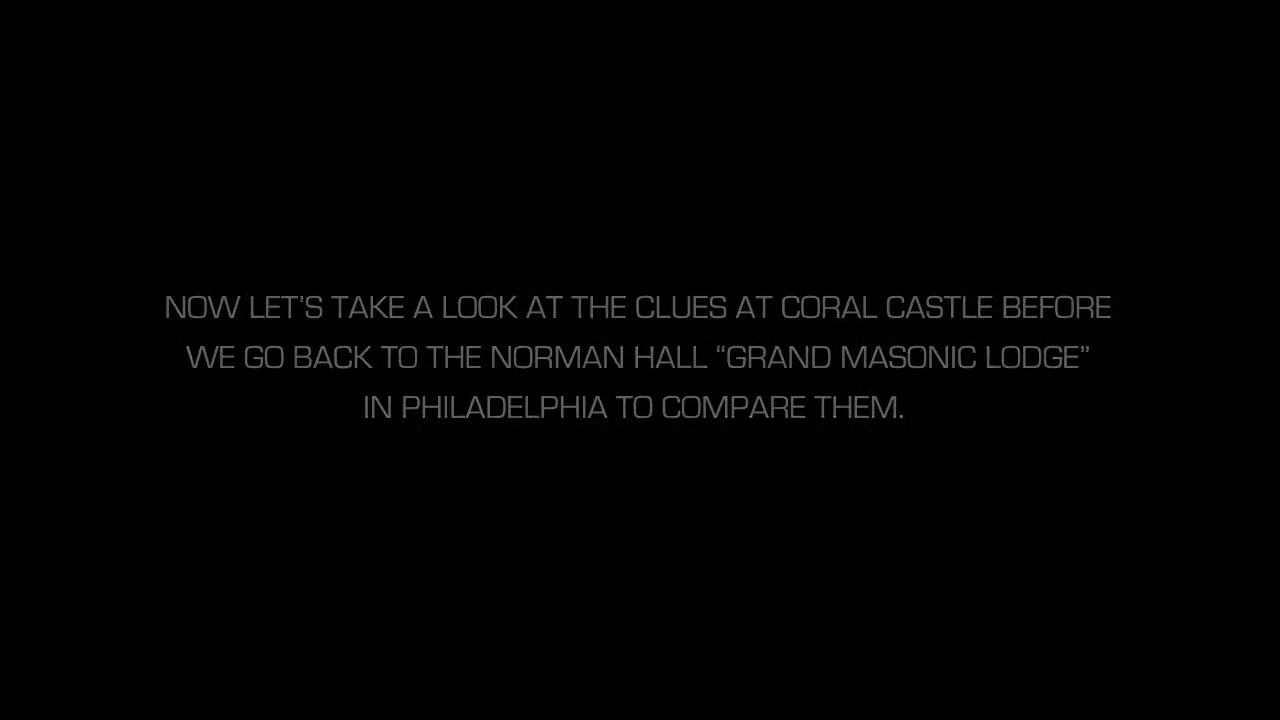 NOW LET’S TAKE A LOOK AT THE CLUES AT CORAL CASTLE BEFORE
WE GO BACK TO THE NORMAN HALL “GRAND MASONIC LODGE”
IN PHILADELPHIA TO COMPARE THEM.